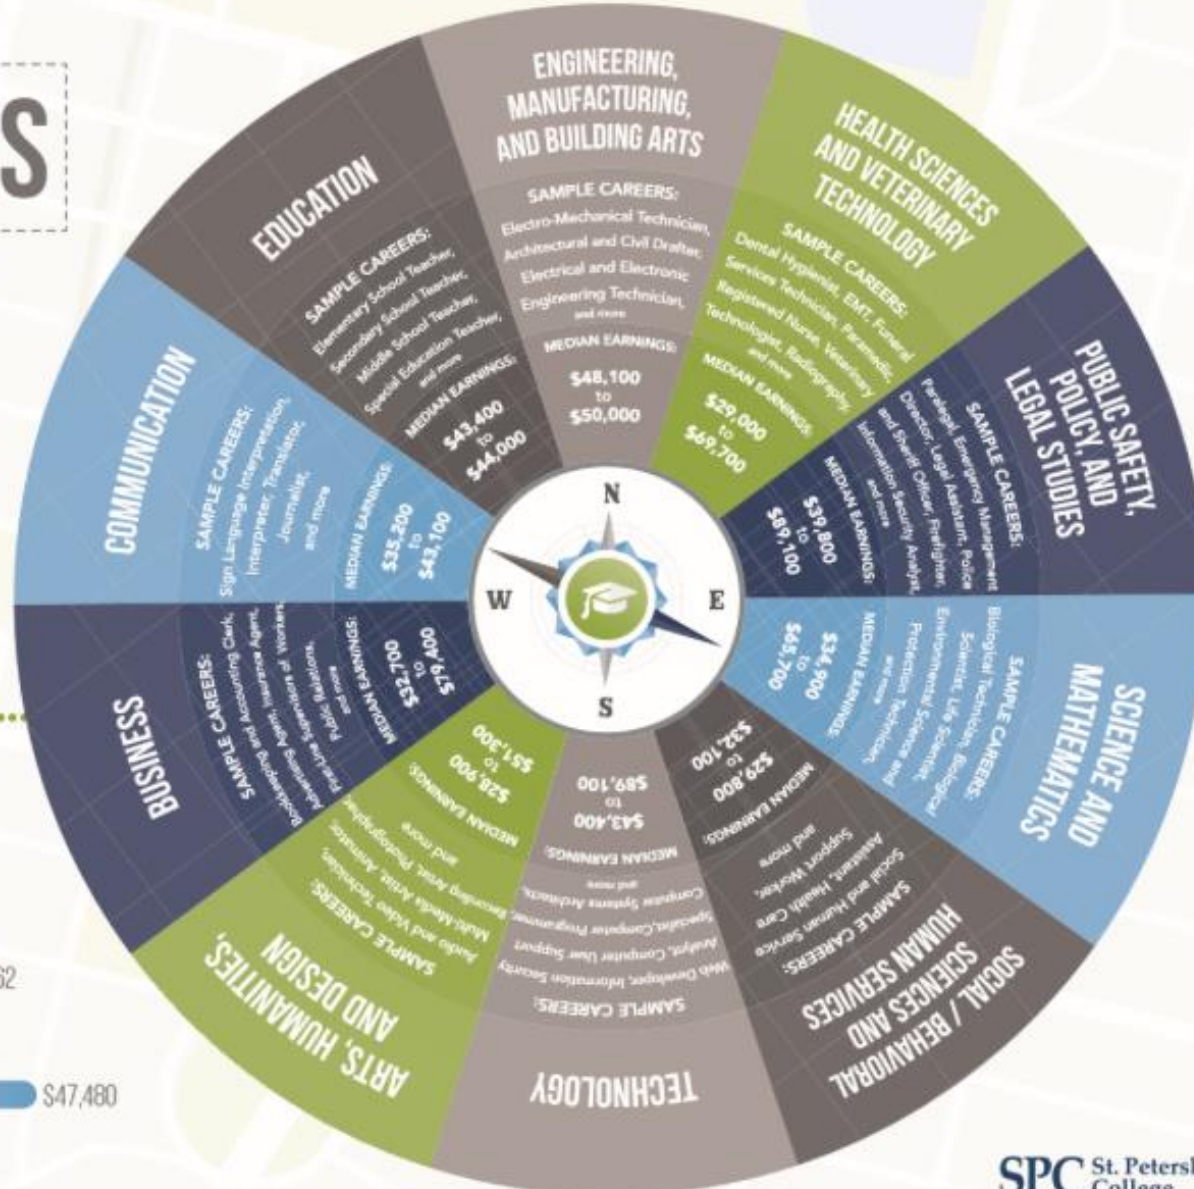 S
ENGINEERING,
MANUFACTURING,
AND BUILDING ARTS
SAMPLE CAREERS:
Electro-Mechanical Technician,
Architectural and Civil Drafter,
Electrical and Electronic
Engineering Technician,
and more
MEDIAN EARNINGS:
$48,100
to
$50,000
HEALTH SCIENCES
AND VETERINARY
TECHNOLOGY
SAMPLE CAREERS:
Dental Hygienist, EMT, Funeral
Services Technician, Paramedic,
Registered Nurse, Veterinary
Technologist, Radiography,
and more
MEDIAN EARNINGS:
$29,000
to
$69,700
PUBLIC SAFETY,
POLICY, AND
LEGAL STUDIES
SAMPLE CAREERS:
Paralegal, Emergency Management
Director, Legal Assistant, Police
and Sheriff Officer, Firefighter,
Information Security Analyst,
and more
MEDIAN EARNINGS:
$39,800
to
$89,100
SCIENCE AND
MATHEMATICS
SAMPLE CAREERS:
Biological Technician, Biological
Scientist, Life Scientist,
Environmental Science and
Protection Technician,
and more
MEDIAN EARNINGS:
$34,900
to
$65,700
SOCIAL / BEHAVIORAL
SCIENCES AND
HUMAN SERVICES
SAMPLE CAREERS:
Social and Human Service
Assistant, Health Care
Support Worker,
and more
MEDIAN EARNINGS:
$29,800
to
$32,100
TECHNOLOGY
SAMPLE CAREERS:
Web Developer, Information Security
Analyst, Computer User Support
Specialist, Computer Programmer,
Computer Systems Architects,
and more
MEDIAN EARNINGS:
$43,400
to
$89,100
ARTS, HUMANITIES,
AND DESIGN
SAMPLE CAREERS:
Audio and Video Technician,
Multi-Media Artist, Animator,
Recording Artist, Photographer,
and more
MEDIAN EARNINGS:
$28,900
to
$51,300
BUSINESS
SAMPLE CAREERS:
Bookkeeping and Accounting Clerk,
Advertising Agent, Insurance Agent,
First-Line Supervisors of Workers,
Public Relations,
and more
MEDIAN EARNINGS:
$32,700
to
$79,400
COMMUNICATION
SAMPLE CAREERS:
Sign Language Interpretation,
Interpreter, Translator,
Journalist,
and more
MEDIAN EARNINGS:
$35,200
to
$43,100
EDUCATION
SAMPLE CAREERS:
Elementary School Teacher,
Secondary School Teacher,
Middle School Teacher,
Special Education Teacher,
and more
MEDIAN EARNINGS:
$43,400
to
$44,000
N
W E
S
62
$47,480
SPC St. Petersb
College